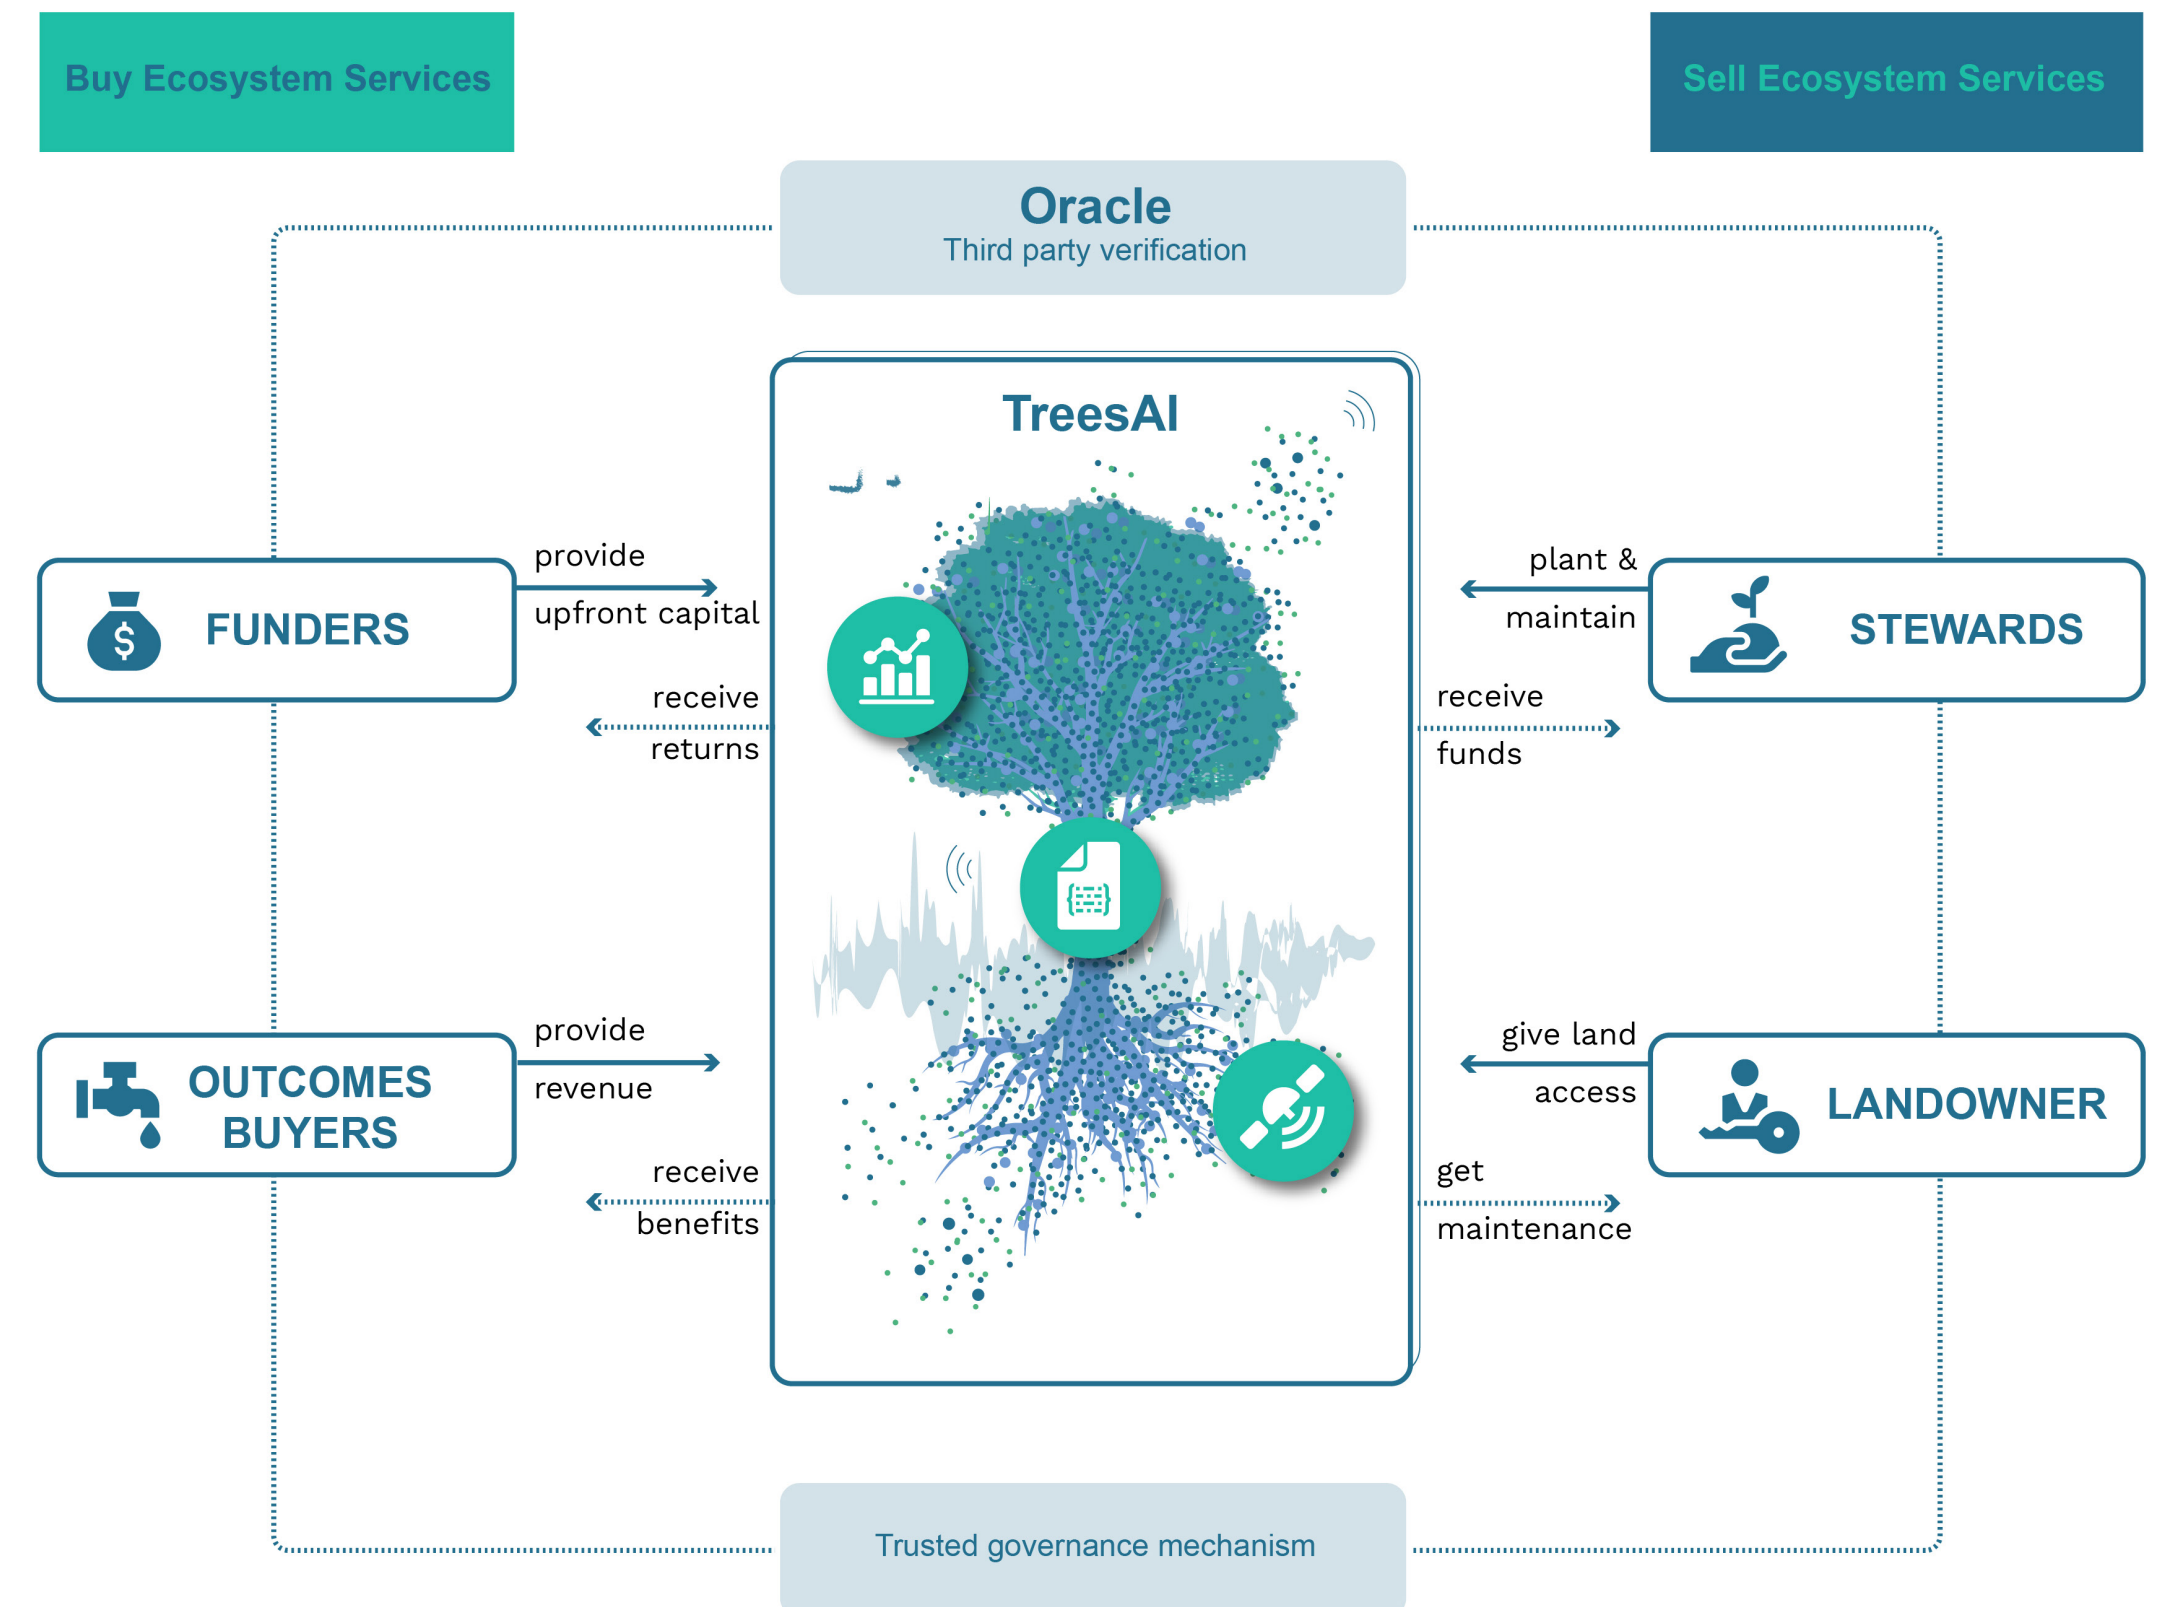 Buy Ecosystem Services
Sell Ecosystem Services
Oracle
Third party verification
TreesAI
FUNDERS
provide
upfront capital
receive
returns
plant &
maintain
STEWARDS
receive
funds
OUTCOMES
BUYERS
provide
revenue
receive
benefits
give land
access
LANDOWNER
get
maintenance
Trusted governance mechanism